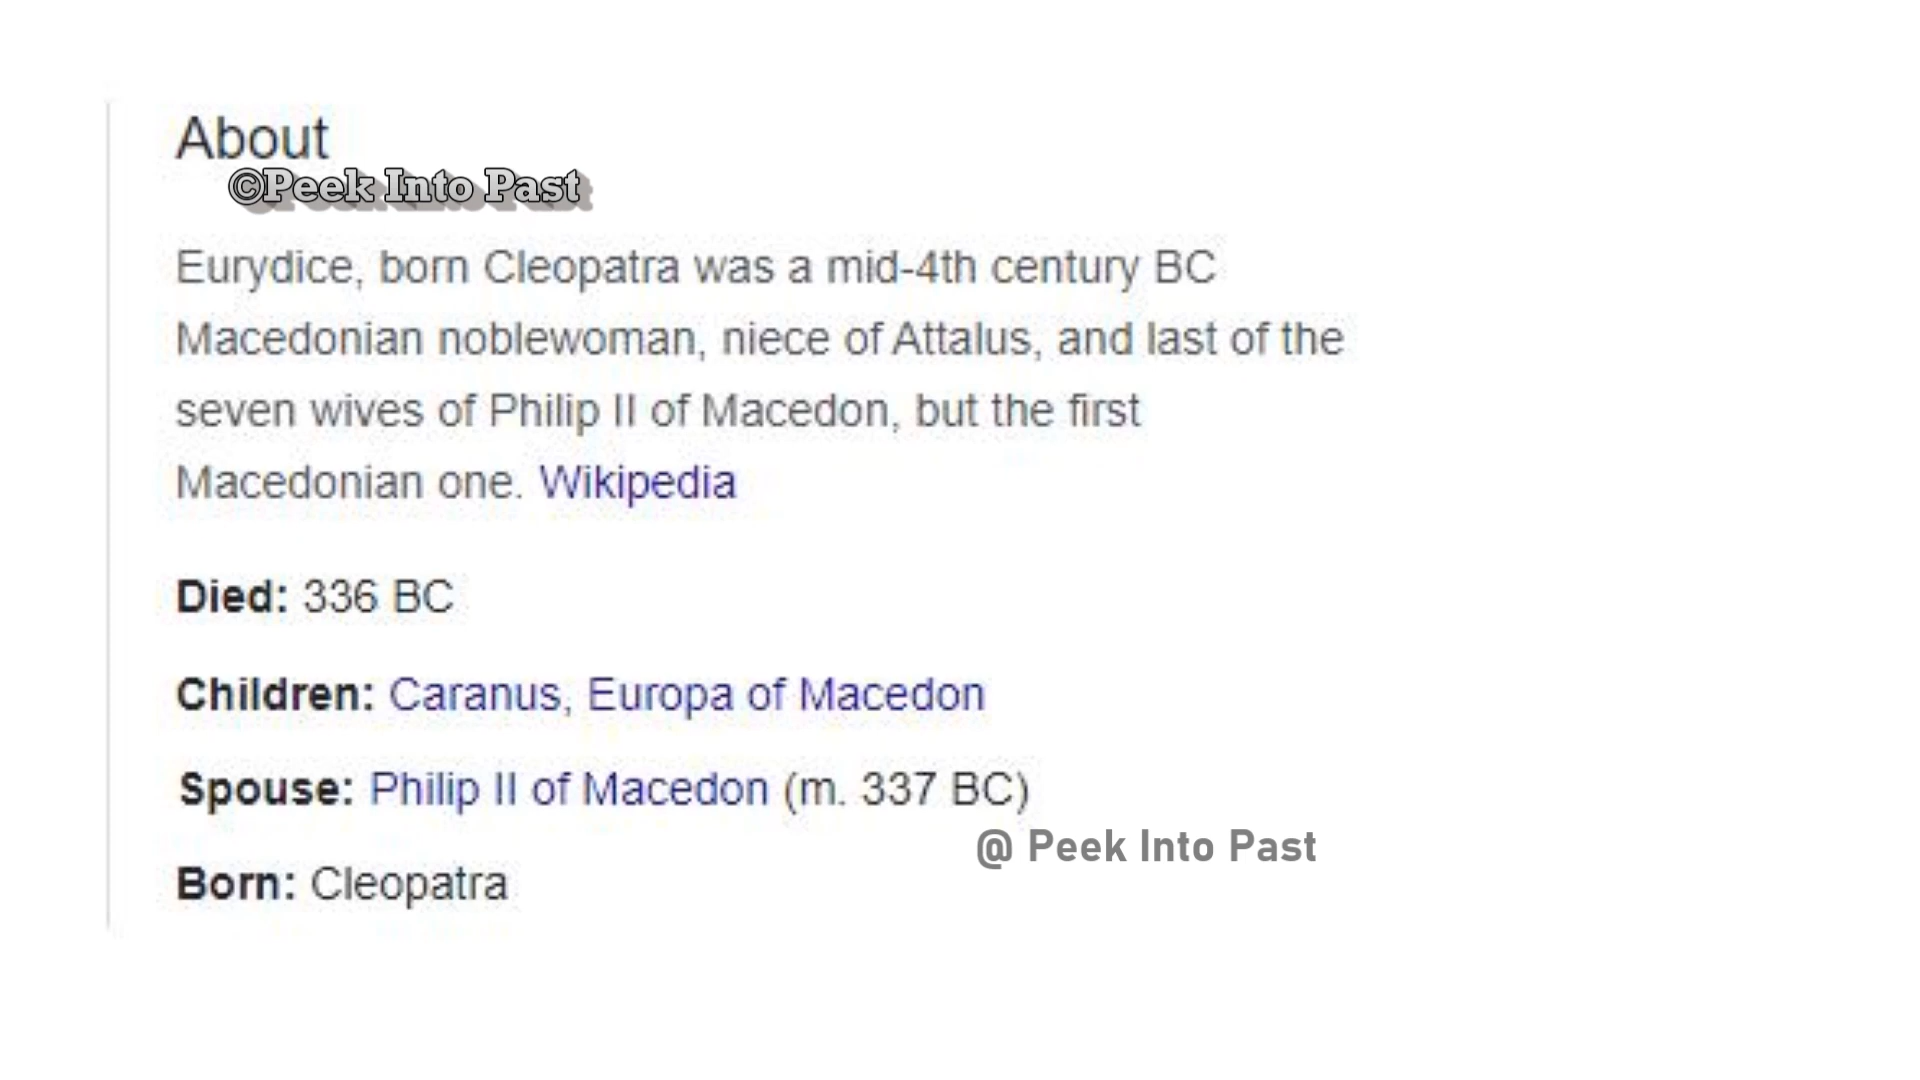 About
©Peek Into Past
Eurydice, born Cleopatra was a mid-4th century BC
Macedonian noblewoman, niece of Attalus, and last of the
seven wives of Philip II of Macedon, but the first
Macedonian one. Wikipedia
Died: 336 BC
Children: Caranus, Europa of Macedon
Spouse: Philip II of Macedon (m. 337 BC)
@ Peek Into Past
Born: Cleopatra